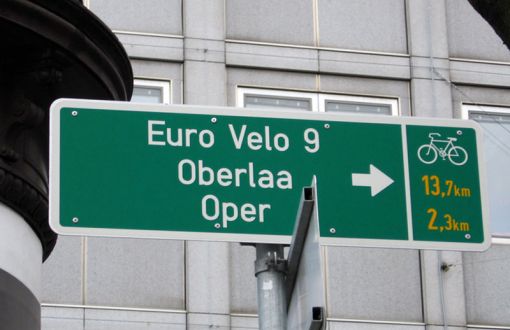 Euro Velo 9
Oberlaa 13,7km
Oper 2,3km